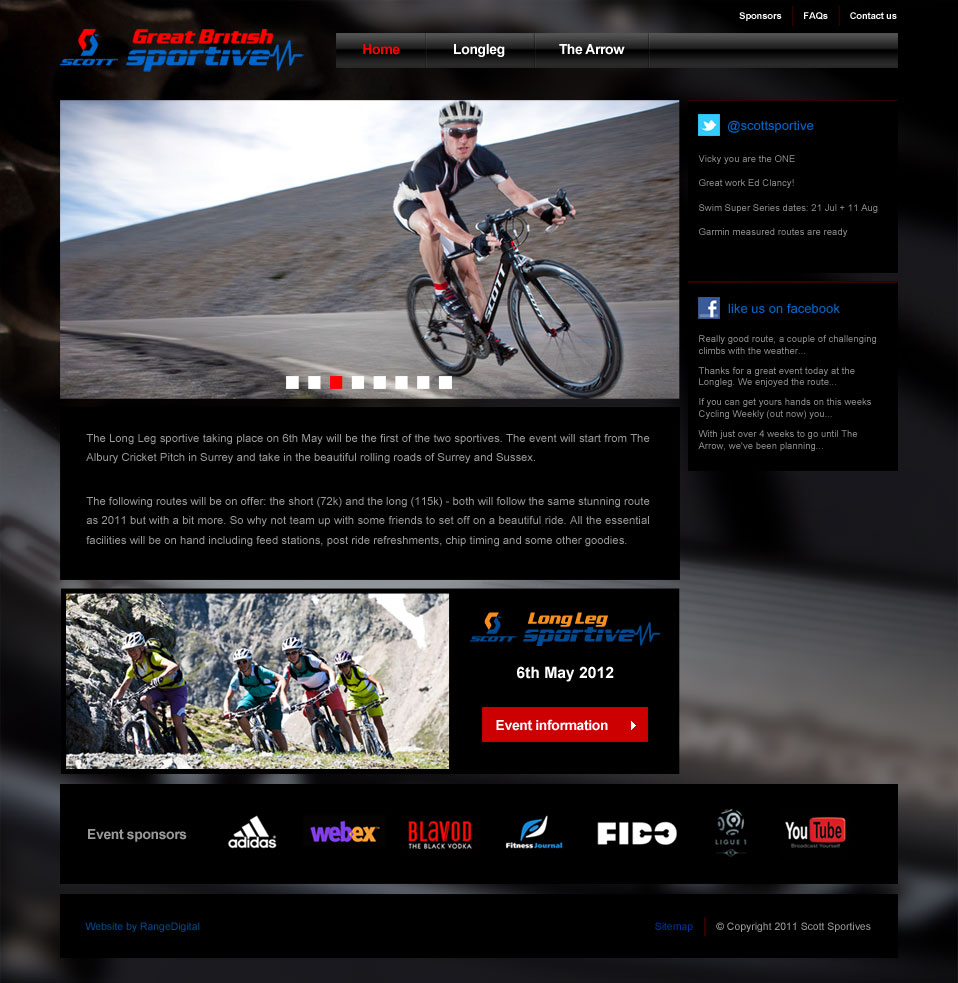 Sponsors FAQs Contact us
SCOTT Great British sportive
Home Longleg The Arrow
SCOTT
@scottsportive
Vicky you are the ONE
Great work Ed Clancy!
Swim Super Series dates: 21 Jul + 11 Aug
Garmin measured routes are ready
like us on facebook
Really good route, a couple of challenging
climbs with the weather...
Thanks for a great event today at the
Longleg. We enjoyed the route...
If you can get yours hands on this weeks
Cycling Weekly (out now) you...
With just over 4 weeks to go until The
Arrow, we've been planning...
The Long Leg sportive taking place on 6th May will be the first of the two sportives. The event will start from The
Albury Cricket Pitch in Surrey and take in the beautiful rolling roads of Surrey and Sussex.
The following routes will be on offer: the short (72k) and the long (115k) - both will follow the same stunning route
as 2011 but with a bit more. So why not team up with some friends to set off on a beautiful ride. All the essential
facilities will be on hand including feed stations, post ride refreshments, chip timing and some other goodies.
SCOTT Long Leg sportive
6th May 2012
Event information
Event sponsors
adidas
webex
BLAVOD
THE BLACK VODKA
Fitness Journal
FIDO
LIGUE 1
YouTube
Broadcast Yourself
Website by RangeDigital
Sitemap © Copyright 2011 Scott Sportives